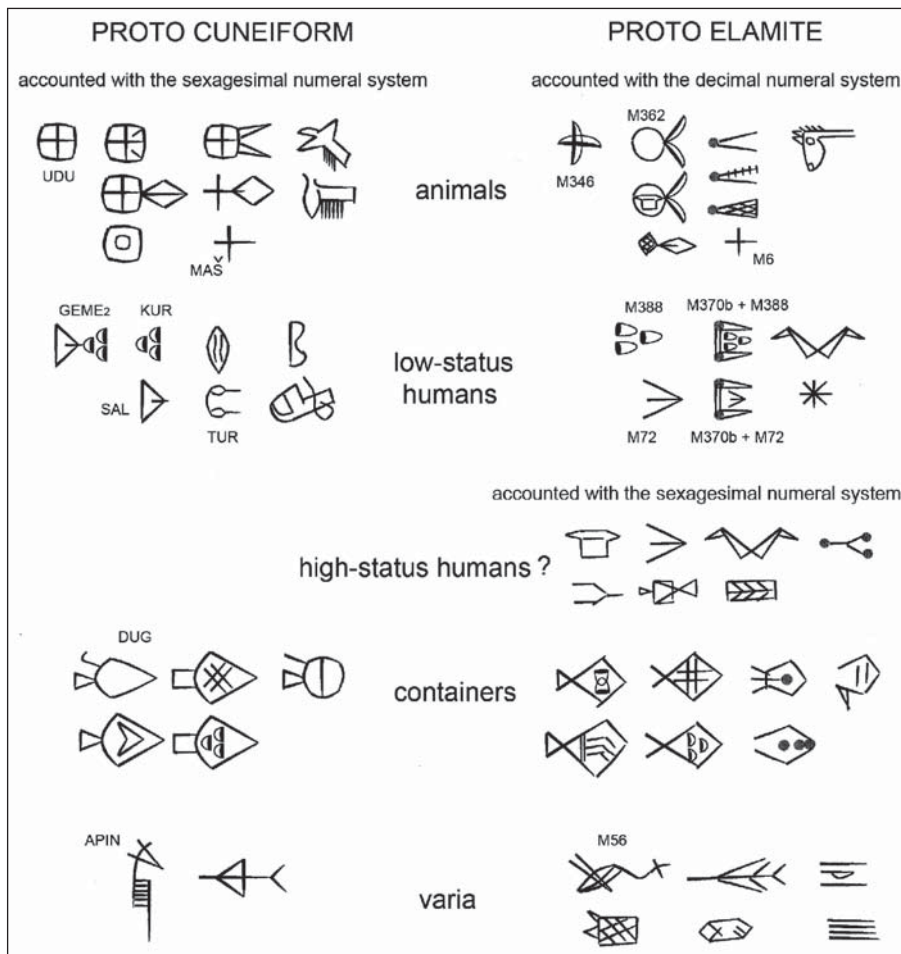 PROTO CUNEIFORM
PROTO ELAMITE
accounted with the sexagesimal numeral system
accounted with the decimal numeral system
M362
UDU
M346
animals
MAŠ
M6
GEME2
KUR
M388
M370b + M388
low-status
humans
SAL
TUR
M72
M370b + M72
accounted with the sexagesimal numeral system
high-status humans ?
DUG
containers
APIN
M56
varia